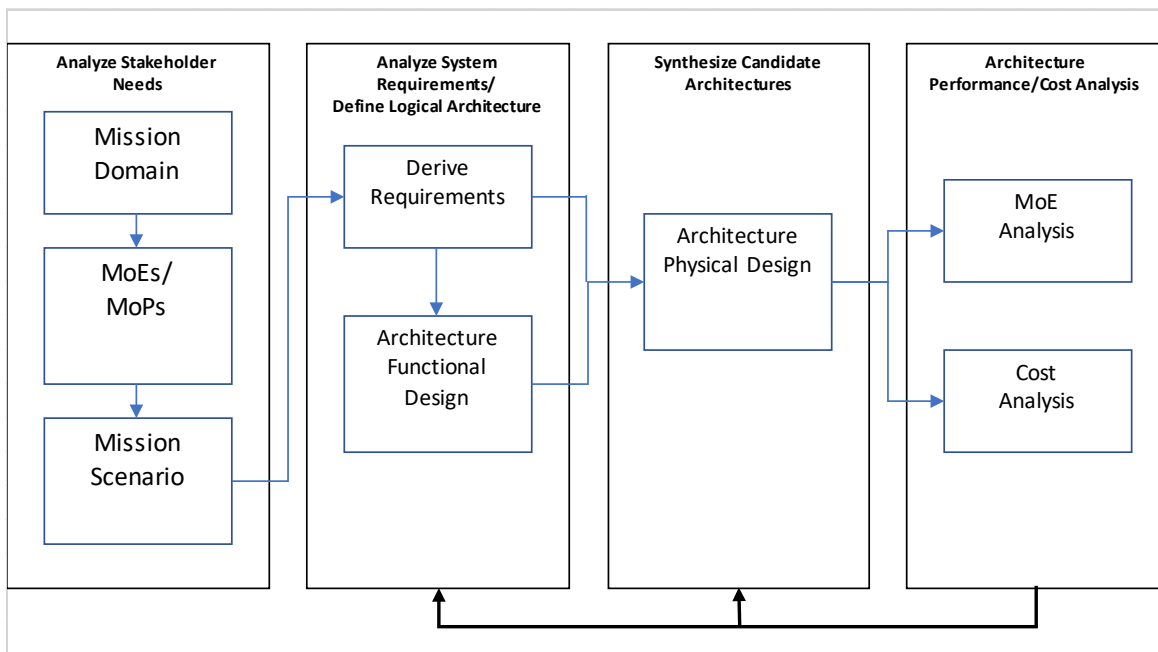 Analyze Stakeholder
Needs
Mission
Domain
MoEs/
MoPs
Mission
Scenario
Analyze System
Requirements/
Define Logical Architecture
Derive
Requirements
Architecture
Functional
Design
Synthesize Candidate
Architectures
Architecture
Physical Design
Architecture
Performance/Cost Analysis
MoE
Analysis
Cost
Analysis